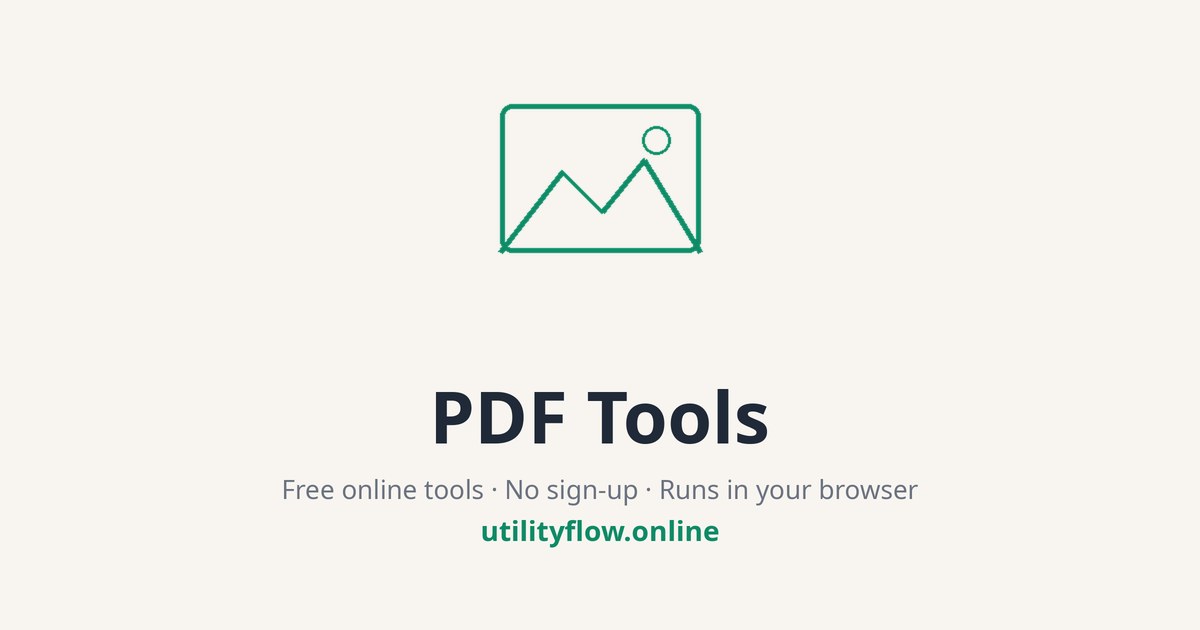 PDF Tools
Free online tools · No sign-up · Runs in your browser
utilityflow.online